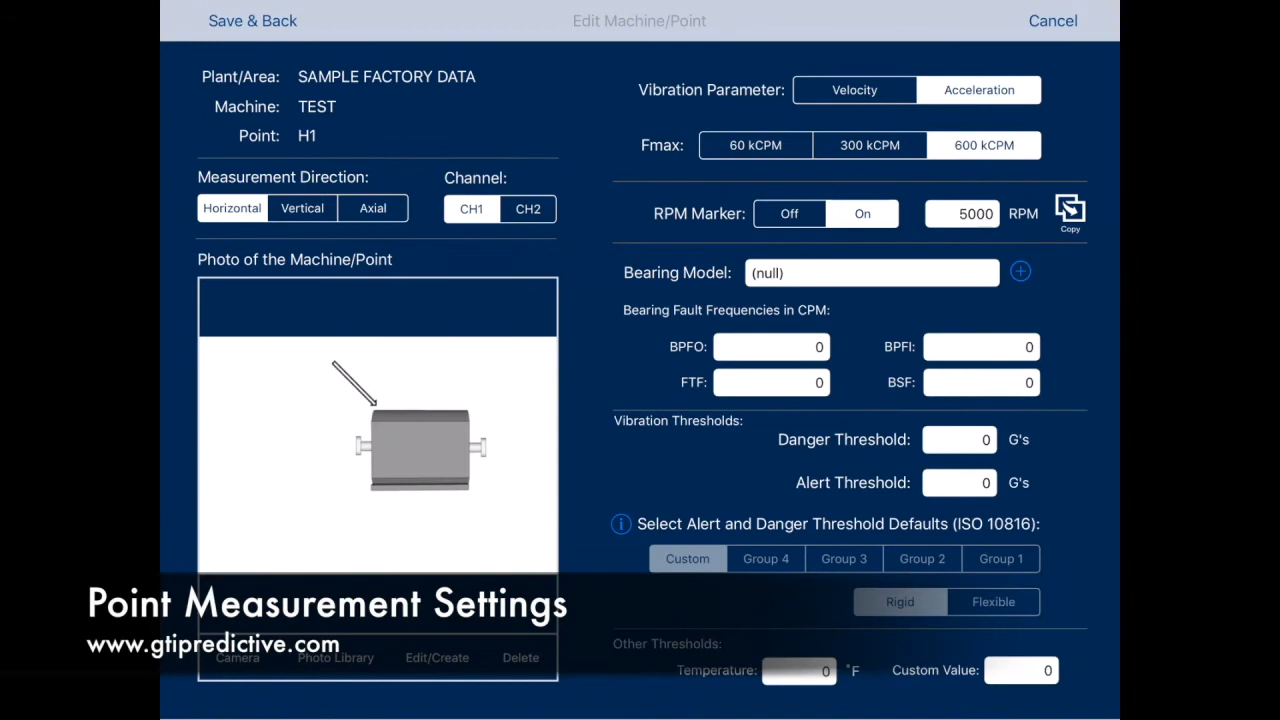 Save & Back Edit Machine/Point Cancel
Plant/Area: SAMPLE FACTORY DATA
Machine: TEST
Point: H1
Measurement Direction: Channel:
Horizontal Vertical Axial CH1 CH2
Photo of the Machine/Point
Vibration Parameter: Velocity Acceleration
Fmax: 60 kCPM 300 kCPM 600 kCPM
RPM Marker: Off On 5000 RPM
Copy
Bearing Model: (null)
Bearing Fault Frequencies in CPM:
BPFO: 0 BPFI: 0
FTF: 0 BSF: 0
Vibration Thresholds:
Danger Threshold: 0 G's
Alert Threshold: 0 G's
Select Alert and Danger Threshold Defaults (ISO 10816):
Custom Group 4 Group 3 Group 2 Group 1
Rigid Flexible
Other Thresholds:
Temperature: 0 °F Custom Value: 0
Point Measurement Settings
www.gtipredictive.com
Camera Photo Library Edit/Create Delete